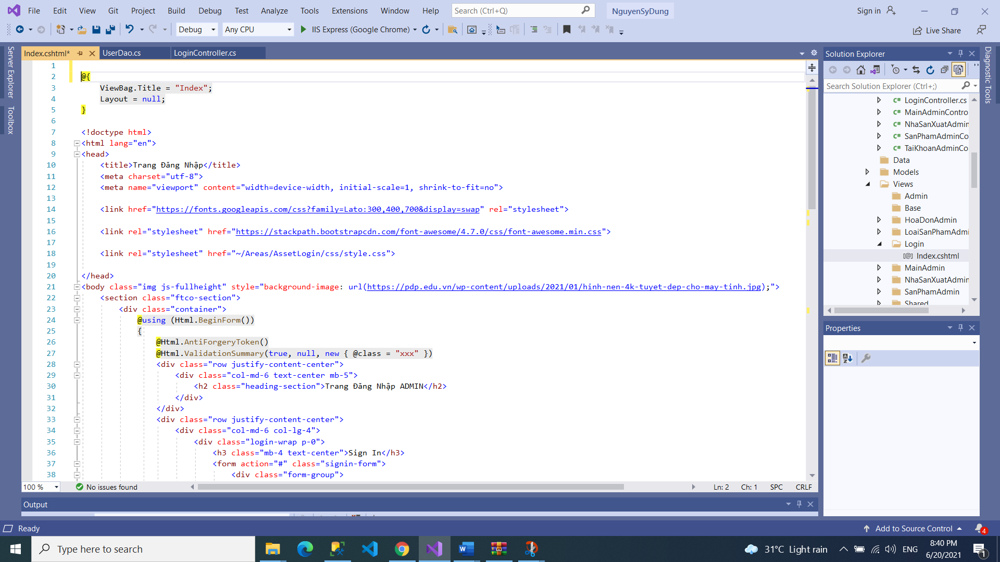 File Edit View Git Project Build Debug Test Analyze Tools Extensions Window Help Search (Ctrl+Q) NguyenSyDung Sign in
Debug Any CPU IIS Express (Google Chrome) Live Share
Server Explorer
Toolbox
Index.cshtml* UserDao.cs LoginController.cs
1
2 @{
3 ViewBag.Title = "Index";
4 Layout = null;
5 }
6
7 <!doctype html>
8 <html lang="en">
9 <head>
10 <title>Trang Đăng Nhập</title>
11 <meta charset="utf-8">
12 <meta name="viewport" content="width=device-width, initial-scale=1, shrink-to-fit=no">
13
14 <link href="https://fonts.googleapis.com/css?family=Lato:300,400,700&display=swap" rel="stylesheet">
15
16 <link rel="stylesheet" href="https://stackpath.bootstrapcdn.com/font-awesome/4.7.0/css/font-awesome.min.css">
17
18 <link rel="stylesheet" href="~/Areas/AssetLogin/css/style.css">
19
20 </head>
21 <body class="img js-fullheight" style="background-image: url(https://pdp.edu.vn/wp-content/uploads/2021/01/hinh-nen-4k-tuyet-dep-cho-may-tinh.jpg);">
22 <section class="ftco-section">
23 <div class="container">
24 @using (Html.BeginForm())
25 {
26 @Html.AntiForgeryToken()
27 @Html.ValidationSummary(true, null, new { @class = "xxx" })
28 <div class="row justify-content-center">
29 <div class="col-md-6 text-center mb-5">
30 <h2 class="heading-section">Trang Đăng Nhập ADMIN</h2>
31 </div>
32 </div>
33 <div class="row justify-content-center">
34 <div class="col-md-6 col-lg-4">
35 <div class="login-wrap p-0">
36 <h3 class="mb-4 text-center">Sign In</h3>
37 <form action="#" class="signin-form">
38 <div class="form-group">
100 % No issues found Ln: 2 Ch: 1 SPC CRLF
Output
Solution Explorer
Search Solution Explorer (Ctrl+;)
C# LoginController.cs
C# MainAdminContro
C# NhaSanXuatAdmin
C# SanPhamAdminCo
C# TaiKhoanAdminCo
Data
Models
Views
Admin
Base
HoaDonAdmin
LoaiSanPhamAdmi
Login
[@] Index.cshtml
MainAdmin
NhaSanXuatAdmin
SanPhamAdmin
Shared
Properties
Diagnostic Tools
Ready Add to Source Control 4
Type here to search 31°C Light rain ENG 8:40 PM
6/20/2021 1